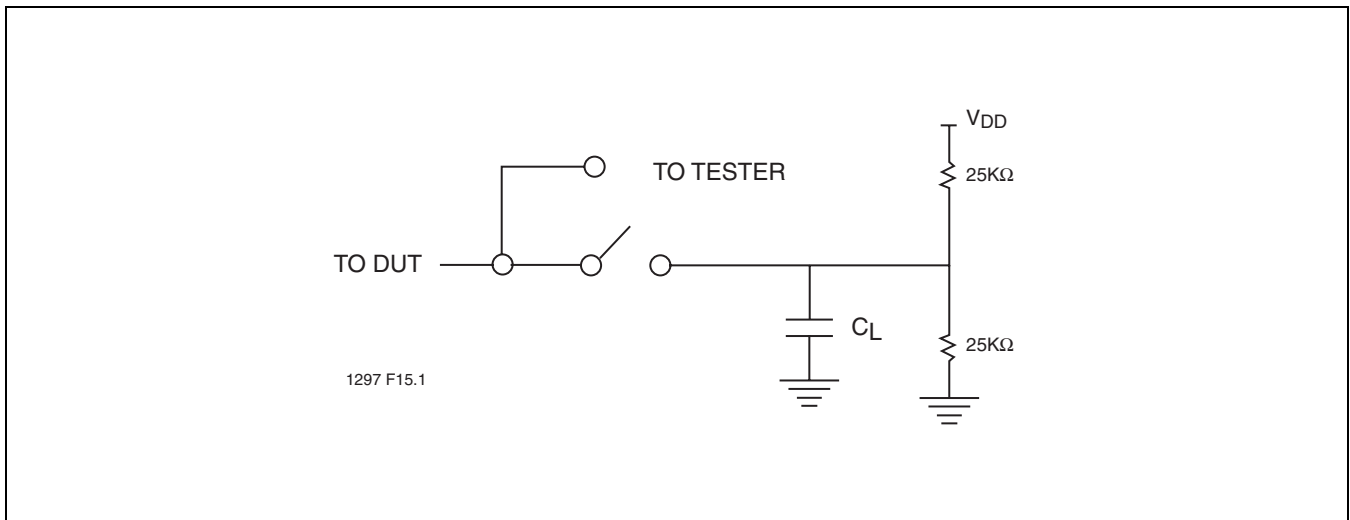 VDD
25KΩ
TO TESTER
TO DUT
CL
25KΩ
1297 F15.1